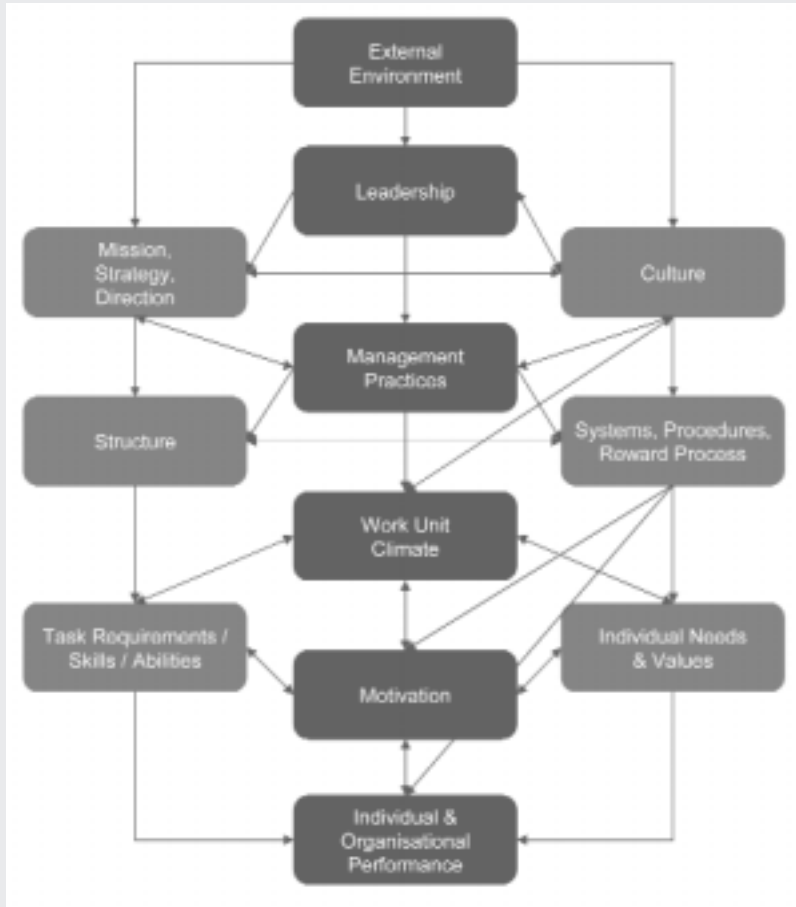 External
Environment
Leadership
Mission,
Strategy,
Direction
Culture
Management
Practices
Structure
Systems, Procedures,
Reward Process
Work Unit
Climate
Task Requirements /
Skills / Abilities
Individual Needs
& Values
Motivation
Individual &
Organisational
Performance